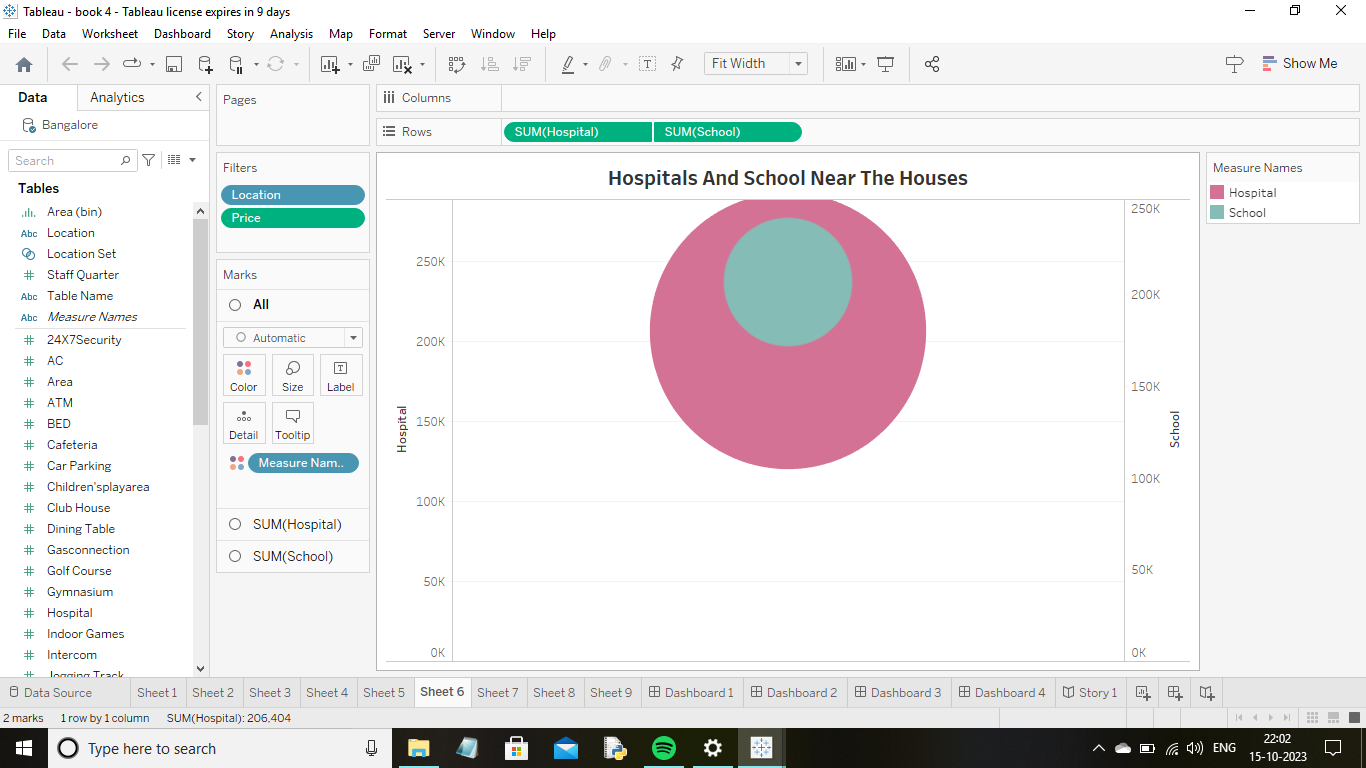 Tableau - book 4 - Tableau license expires in 9 days
File Data Worksheet Dashboard Story Analysis Map Format Server Window Help
Fit Width
Show Me
Data Analytics
Bangalore
Search
Tables
Area (bin)
Abc Location
Location Set
Staff Quarter
Abc Table Name
Abc Measure Names
24X7Security
AC
Area
ATM
BED
Cafeteria
Car Parking
Children'splayarea
Club House
Dining Table
Gasconnection
Golf Course
Gymnasium
Hospital
Indoor Games
Intercom
Jogging Track
Pages
Filters
Location
Price
Marks
All
Automatic
Color Size Label
Detail Tooltip
Measure Nam..
SUM(Hospital)
SUM(School)
Columns
Rows SUM(Hospital) SUM(School)
Hospitals And School Near The Houses
Hospital
250K
200K
150K
100K
50K
0K
250K
200K
150K
100K
50K
0K
School
Measure Names
Hospital
School
Data Source Sheet 1 Sheet 2 Sheet 3 Sheet 4 Sheet 5 Sheet 6 Sheet 7 Sheet 8 Sheet 9 Dashboard 1 Dashboard 2 Dashboard 3 Dashboard 4 Story 1
2 marks 1 row by 1 column SUM(Hospital): 206,404
Type here to search
ENG
22:02
15-10-2023